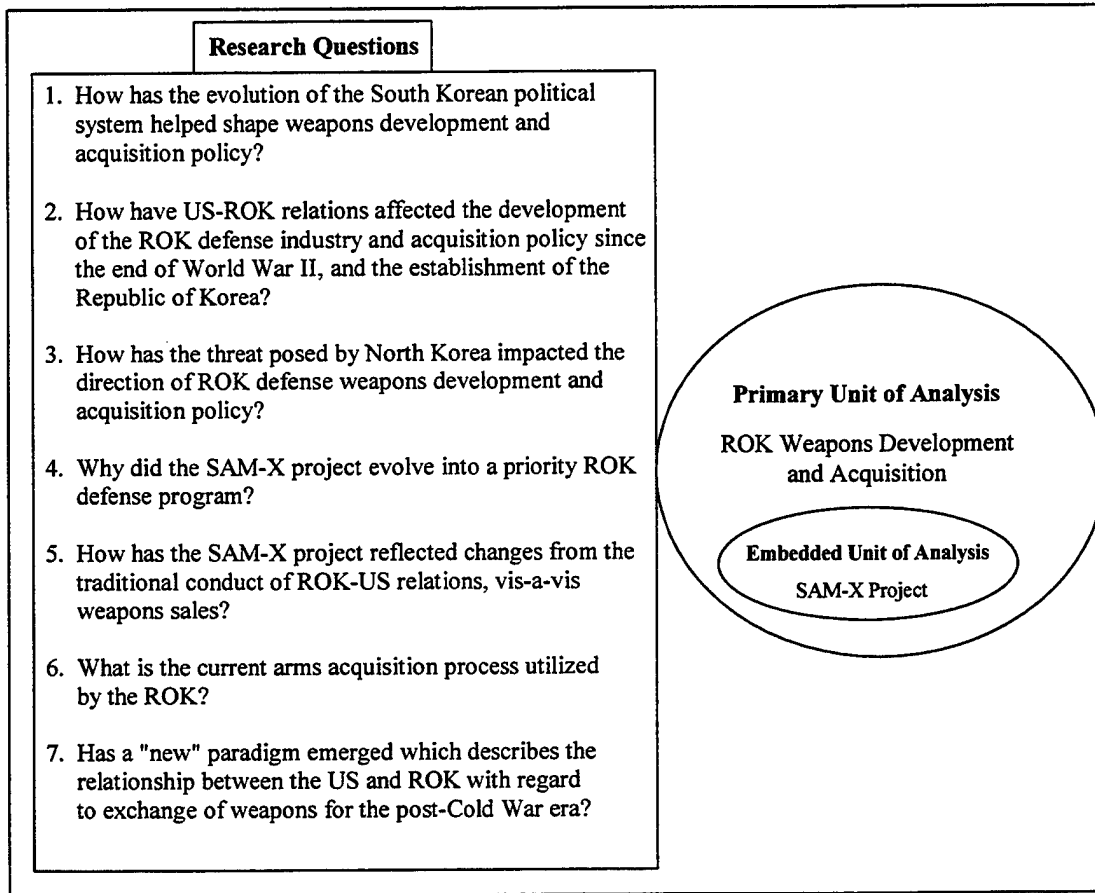 Research Questions
1. How has the evolution of the South Korean political
system helped shape weapons development and
acquisition policy?
2. How have US-ROK relations affected the development
of the ROK defense industry and acquisition policy since
the end of World War II, and the establishment of the
Republic of Korea?
3. How has the threat posed by North Korea impacted the
direction of ROK defense weapons development and
acquisition policy?
4. Why did the SAM-X project evolve into a priority ROK
defense program?
5. How has the SAM-X project reflected changes from the
traditional conduct of ROK-US relations, vis-a-vis
weapons sales?
6. What is the current arms acquisition process utilized
by the ROK?
7. Has a "new" paradigm emerged which describes the
relationship between the US and ROK with regard
to exchange of weapons for the post-Cold War era?
Primary Unit of Analysis
ROK Weapons Development
and Acquisition
Embedded Unit of Analysis
SAM-X Project